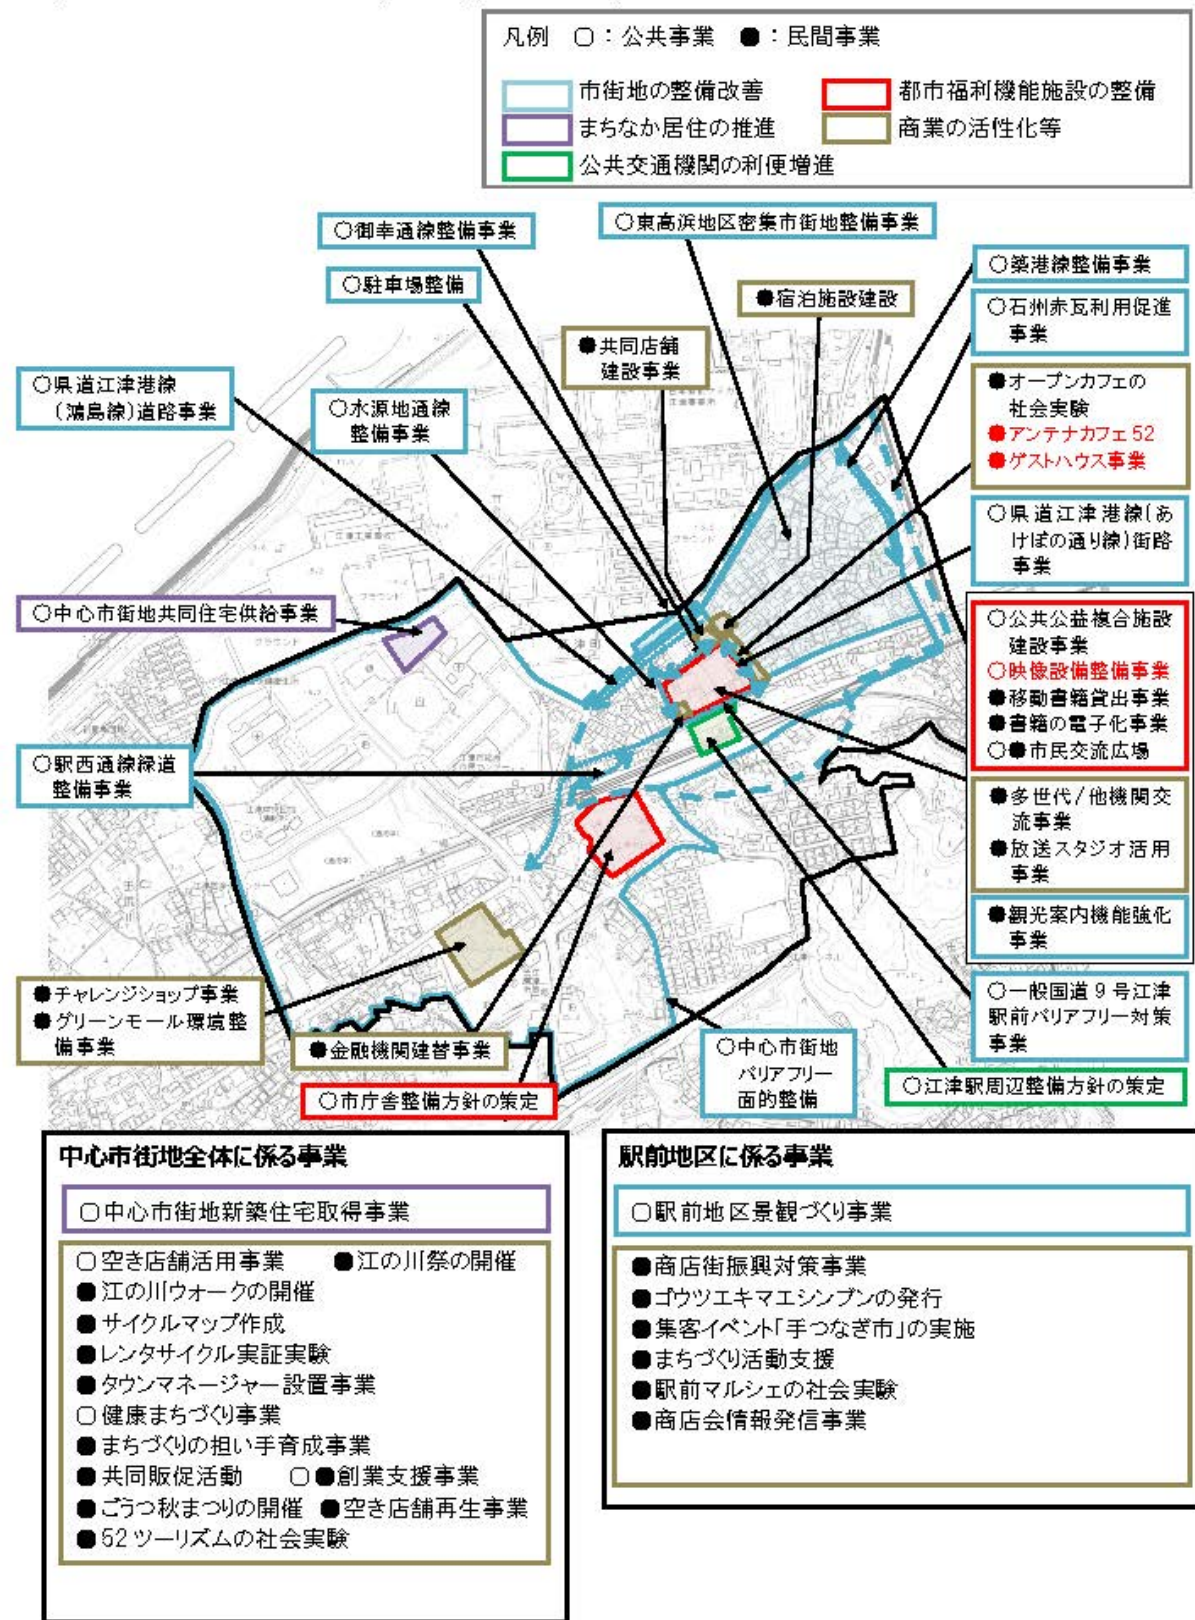 凡例 ○：公共事業 ●：民間事業
市街地の整備改善
都市福利機能施設の整備
まちなか居住の推進
商業の活性化等
公共交通機関の利便増進
○御幸通線整備事業
○東高浜地区密集市街地整備事業
○駐車場整備
●宿泊施設建設
○築港線整備事業
○石州赤瓦利用促進
事業
●共同店舗
建設事業
○県道江津港線
（鴻島線）道路事業
○水源地通線
整備事業
●オープンカフェの
社会実験
●アンテナカフェ52
●ゲストハウス事業
○県道江津港線（あ
けぼの通り線）街路
事業
○中心市街地共同住宅供給事業
○公共公益複合施設
建設事業
○映像設備整備事業
●移動書籍貸出事業
●書籍の電子化事業
○●市民交流広場
○駅西通線緑道
整備事業
●多世代/他機関交
流事業
●放送スタジオ活用
事業
●観光案内機能強化
事業
●チャレンジショップ事業
●グリーンモール環境整
備事業
●金融機関建替事業
○市庁舎整備方針の策定
○中心市街地
バリアフリー
面的整備
○一般国道9号江津
駅前バリアフリー対策
事業
○江津駅周辺整備方針の策定
中心市街地全体に係る事業
○中心市街地新築住宅取得事業
○空き店舗活用事業 ●江の川祭の開催
●江の川ウォークの開催
●サイクルマップ作成
●レンタサイクル実証実験
●タウンマネージャー設置事業
○健康まちづくり事業
●まちづくりの担い手育成事業
●共同販促活動 ○●創業支援事業
●ごうつ秋まつりの開催 ●空き店舗再生事業
●52ツーリズムの社会実験
駅前地区に係る事業
○駅前地区景観づくり事業
●商店街振興対策事業
●ゴウツエキマエシンブンの発行
●集客イベント「手つなぎ市」の実施
●まちづくり活動支援
●駅前マルシェの社会実験
●商店会情報発信事業